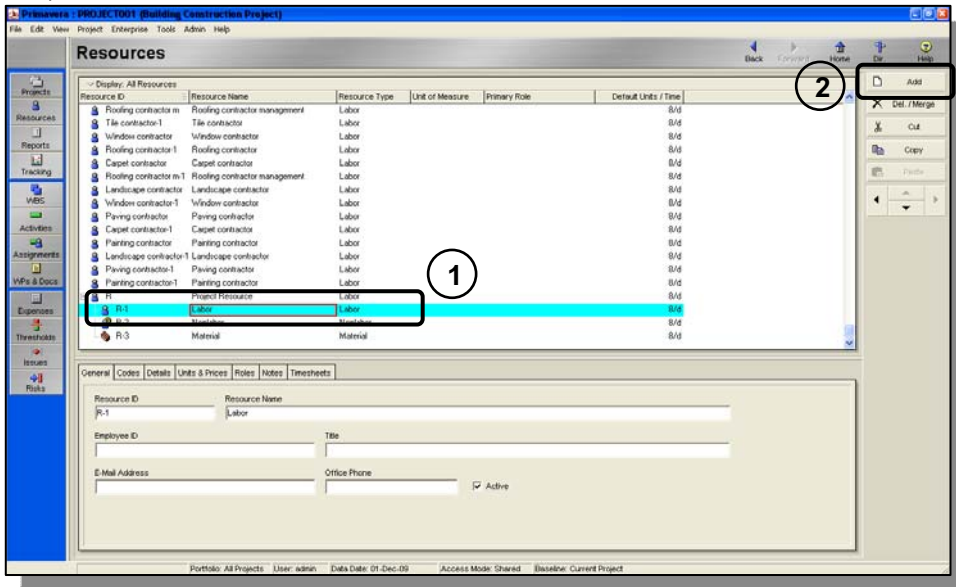 Primavera : PROJECT001 (Building Construction Project)
File Edit View Project Enterprise Tools Admin Help
Resources
Back Forward Home Dir. Help
Display: All Resources
Resource ID Resource Name Resource Type Unit of Measure Primary Role Default Units / Time
Roofing contractor m Roofing contractor management Labor 8/d
Tile contractor-1 Tile contractor Labor 8/d
Window contractor Window contractor Labor 8/d
Roofing contractor-1 Roofing contractor Labor 8/d
Carpet contractor Carpet contractor Labor 8/d
Roofing contractor m-1 Roofing contractor management Labor 8/d
Landscape contractor Landscape contractor Labor 8/d
Window contractor-1 Window contractor Labor 8/d
Paving contractor Paving contractor Labor 8/d
Carpet contractor-1 Carpet contractor Labor 8/d
Painting contractor Painting contractor Labor 8/d
Landscape contractor-1 Landscape contractor Labor 8/d
Paving contractor-1 Paving contractor Labor 8/d
Painting contractor-1 Painting contractor Labor 8/d
R Project Resource Labor 8/d
R-1 Labor Labor 8/d
R-2 Nonlabor Nonlabor 8/d
R-3 Material Material 8/d
1
2
Add
Del. / Merge
Cut
Copy
Paste
Projects
Resources
Reports
Tracking
WBS
Activities
Assignments
WPs & Docs
Expenses
Thresholds
Issues
Risks
General Codes Details Units & Prices Roles Notes Timesheets
Resource ID Resource Name
R-1 Labor
Employee ID Title
E-Mail Address Office Phone
Active
Portfolio: All Projects User: admin Data Date: 01-Dec-09 Access Mode: Shared Baseline: Current Project